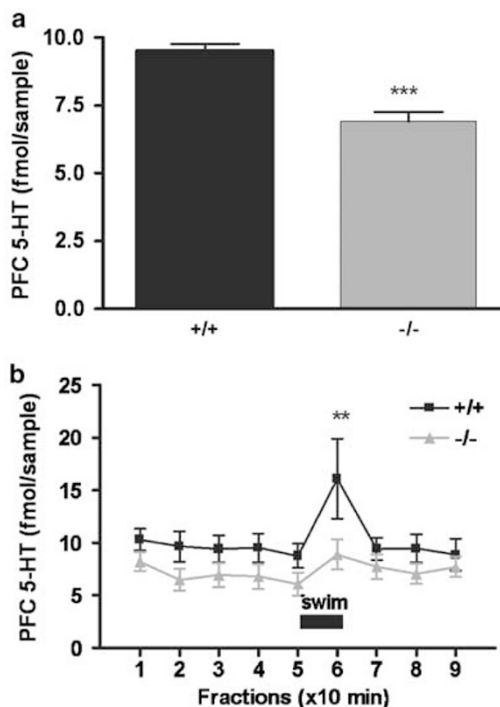 a
PFC 5-HT (fmol/sample)
10.0
7.5
5.0
2.5
0.0
***
+/+
-/-
b
PFC 5-HT (fmol/sample)
25
20
15
10
5
0
**
+/+
-/-
swim
1 2 3 4 5 6 7 8 9
Fractions (x10 min)